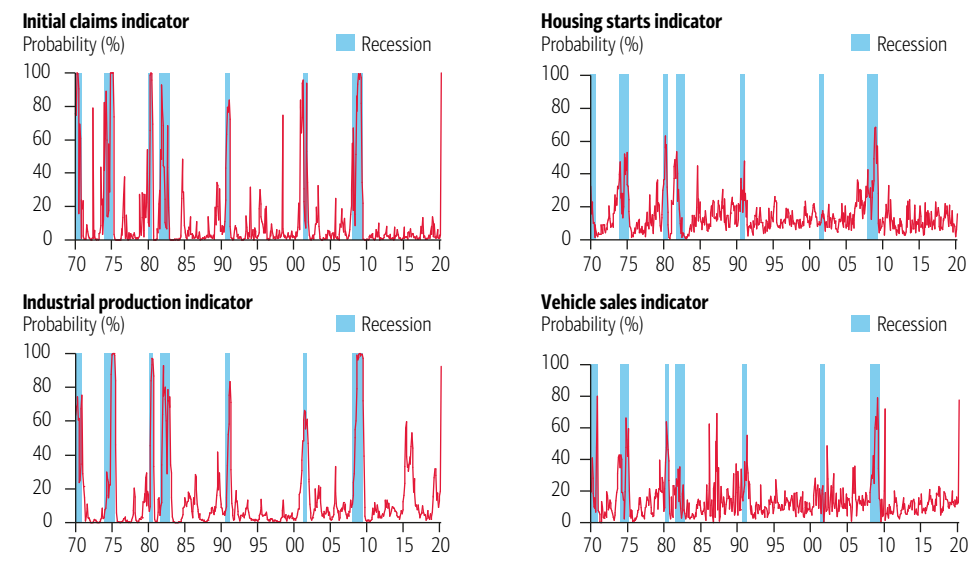 Initial claims indicator
Probability (%)
Recession
100
80
60
40
20
0
70 75 80 85 90 95 00 05 10 15 20
Housing starts indicator
Probability (%)
Recession
100
80
60
40
20
0
70 75 80 85 90 95 00 05 10 15 20
Industrial production indicator
Probability (%)
Recession
100
80
60
40
20
0
70 75 80 85 90 95 00 05 10 15 20
Vehicle sales indicator
Probability (%)
Recession
100
80
60
40
20
0
70 75 80 85 90 95 00 05 10 15 20